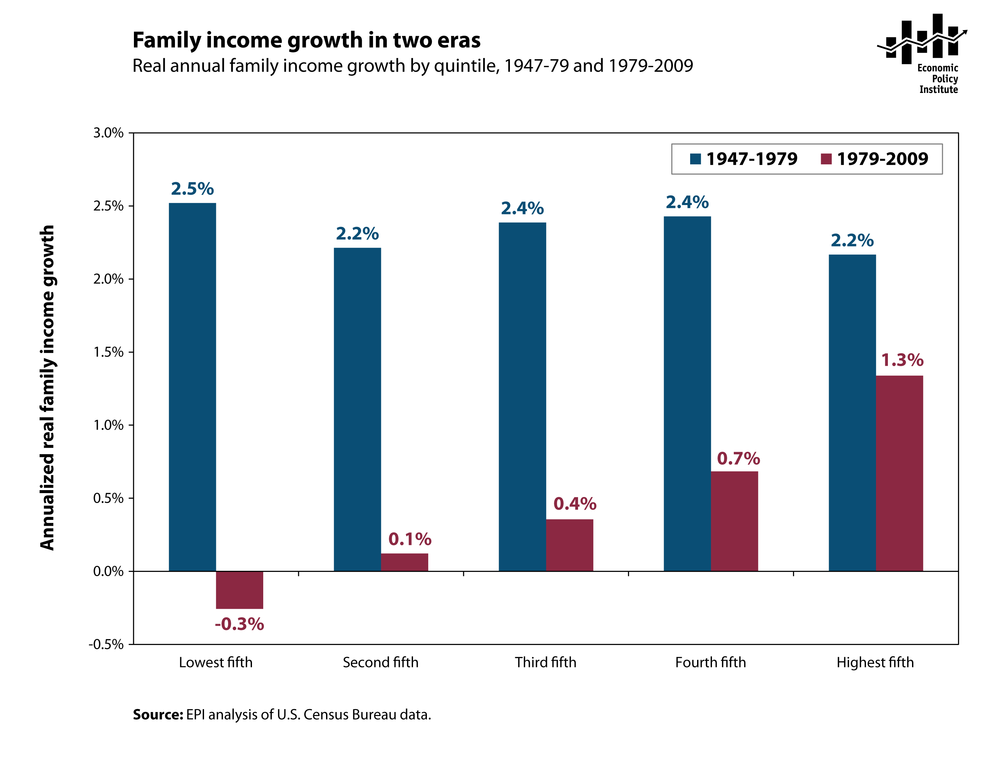 Family income growth in two eras
Real annual family income growth by quintile, 1947-79 and 1979-2009
Economic
Policy
Institute
1947-1979
1979-2009
Annualized real family income growth
3.0%
2.5%
2.0%
1.5%
1.0%
0.5%
0.0%
-0.5%
2.5%
-0.3%
2.2%
0.1%
2.4%
0.4%
2.4%
0.7%
2.2%
1.3%
Lowest fifth
Second fifth
Third fifth
Fourth fifth
Highest fifth
Source: EPI analysis of U.S. Census Bureau data.